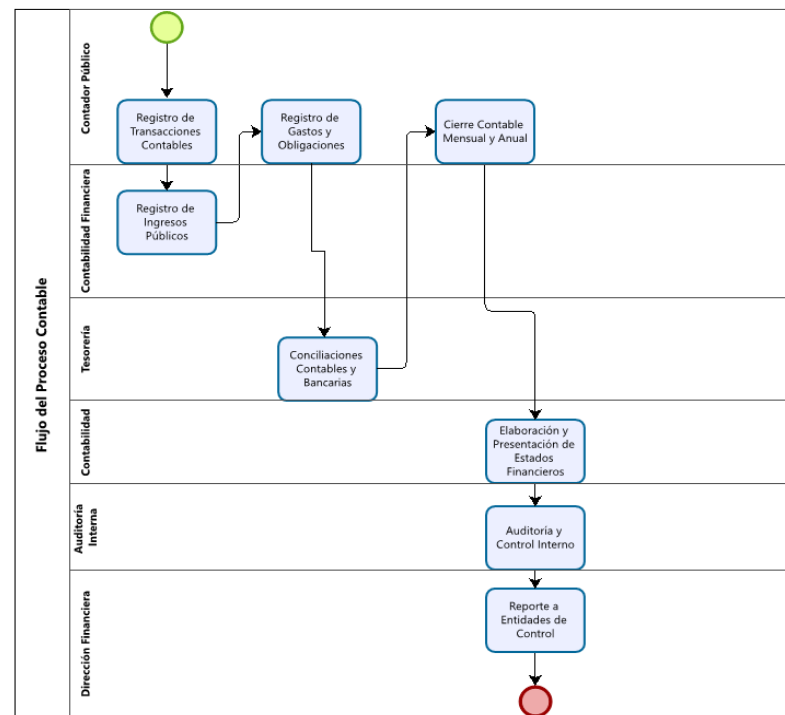 Flujo del Proceso Contable
Contador Público
Registro de
Transacciones
Contables
Registro de
Gastos y
Obligaciones
Cierre Contable
Mensual y Anual
Contabilidad Financiera
Registro de
Ingresos
Públicos
Tesorería
Conciliaciones
Contables y
Bancarias
Contabilidad
Elaboración y
Presentación de
Estados
Financieros
Auditoría
Interna
Auditoria y
Control Interno
Dirección Financiera
Reporte a
Entidades de
Control